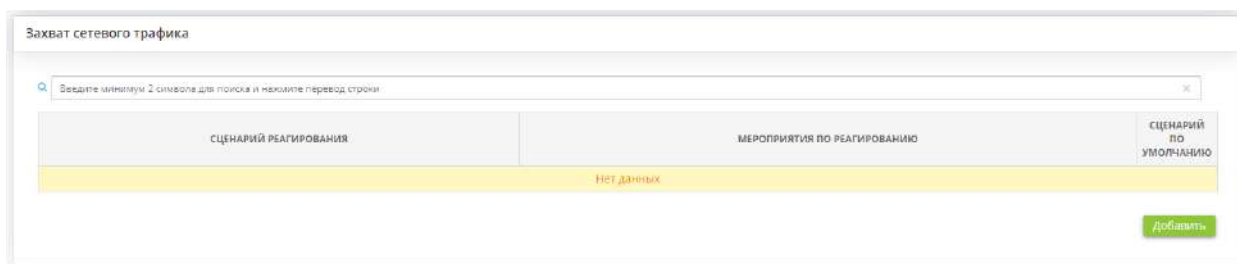 Захват сетевого трафика
Введите минимум 2 символа для поиска и нажмите перевод строки
СЦЕНАРИЙ РЕАГИРОВАНИЯ
МЕРОПРИЯТИЯ ПО РЕАГИРОВАНИЮ
СЦЕНАРИЙ
ПО
УМОЛЧАНИЮ
Нет данных
Добавить